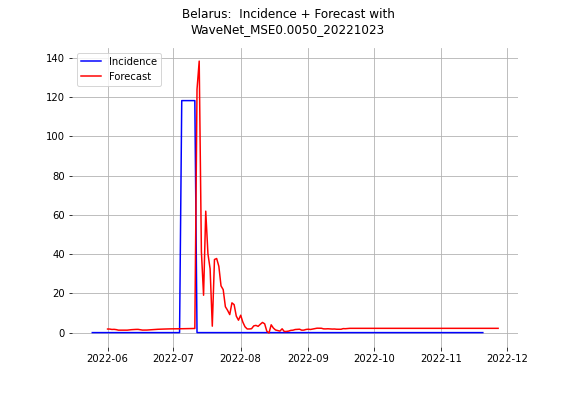 Belarus:  Incidence + Forecast with
WaveNet_MSE0.0050_20221023
Incidence
Forecast
140
120
100
80
60
40
20
0
2022-06 2022-07 2022-08 2022-09 2022-10 2022-11 2022-12